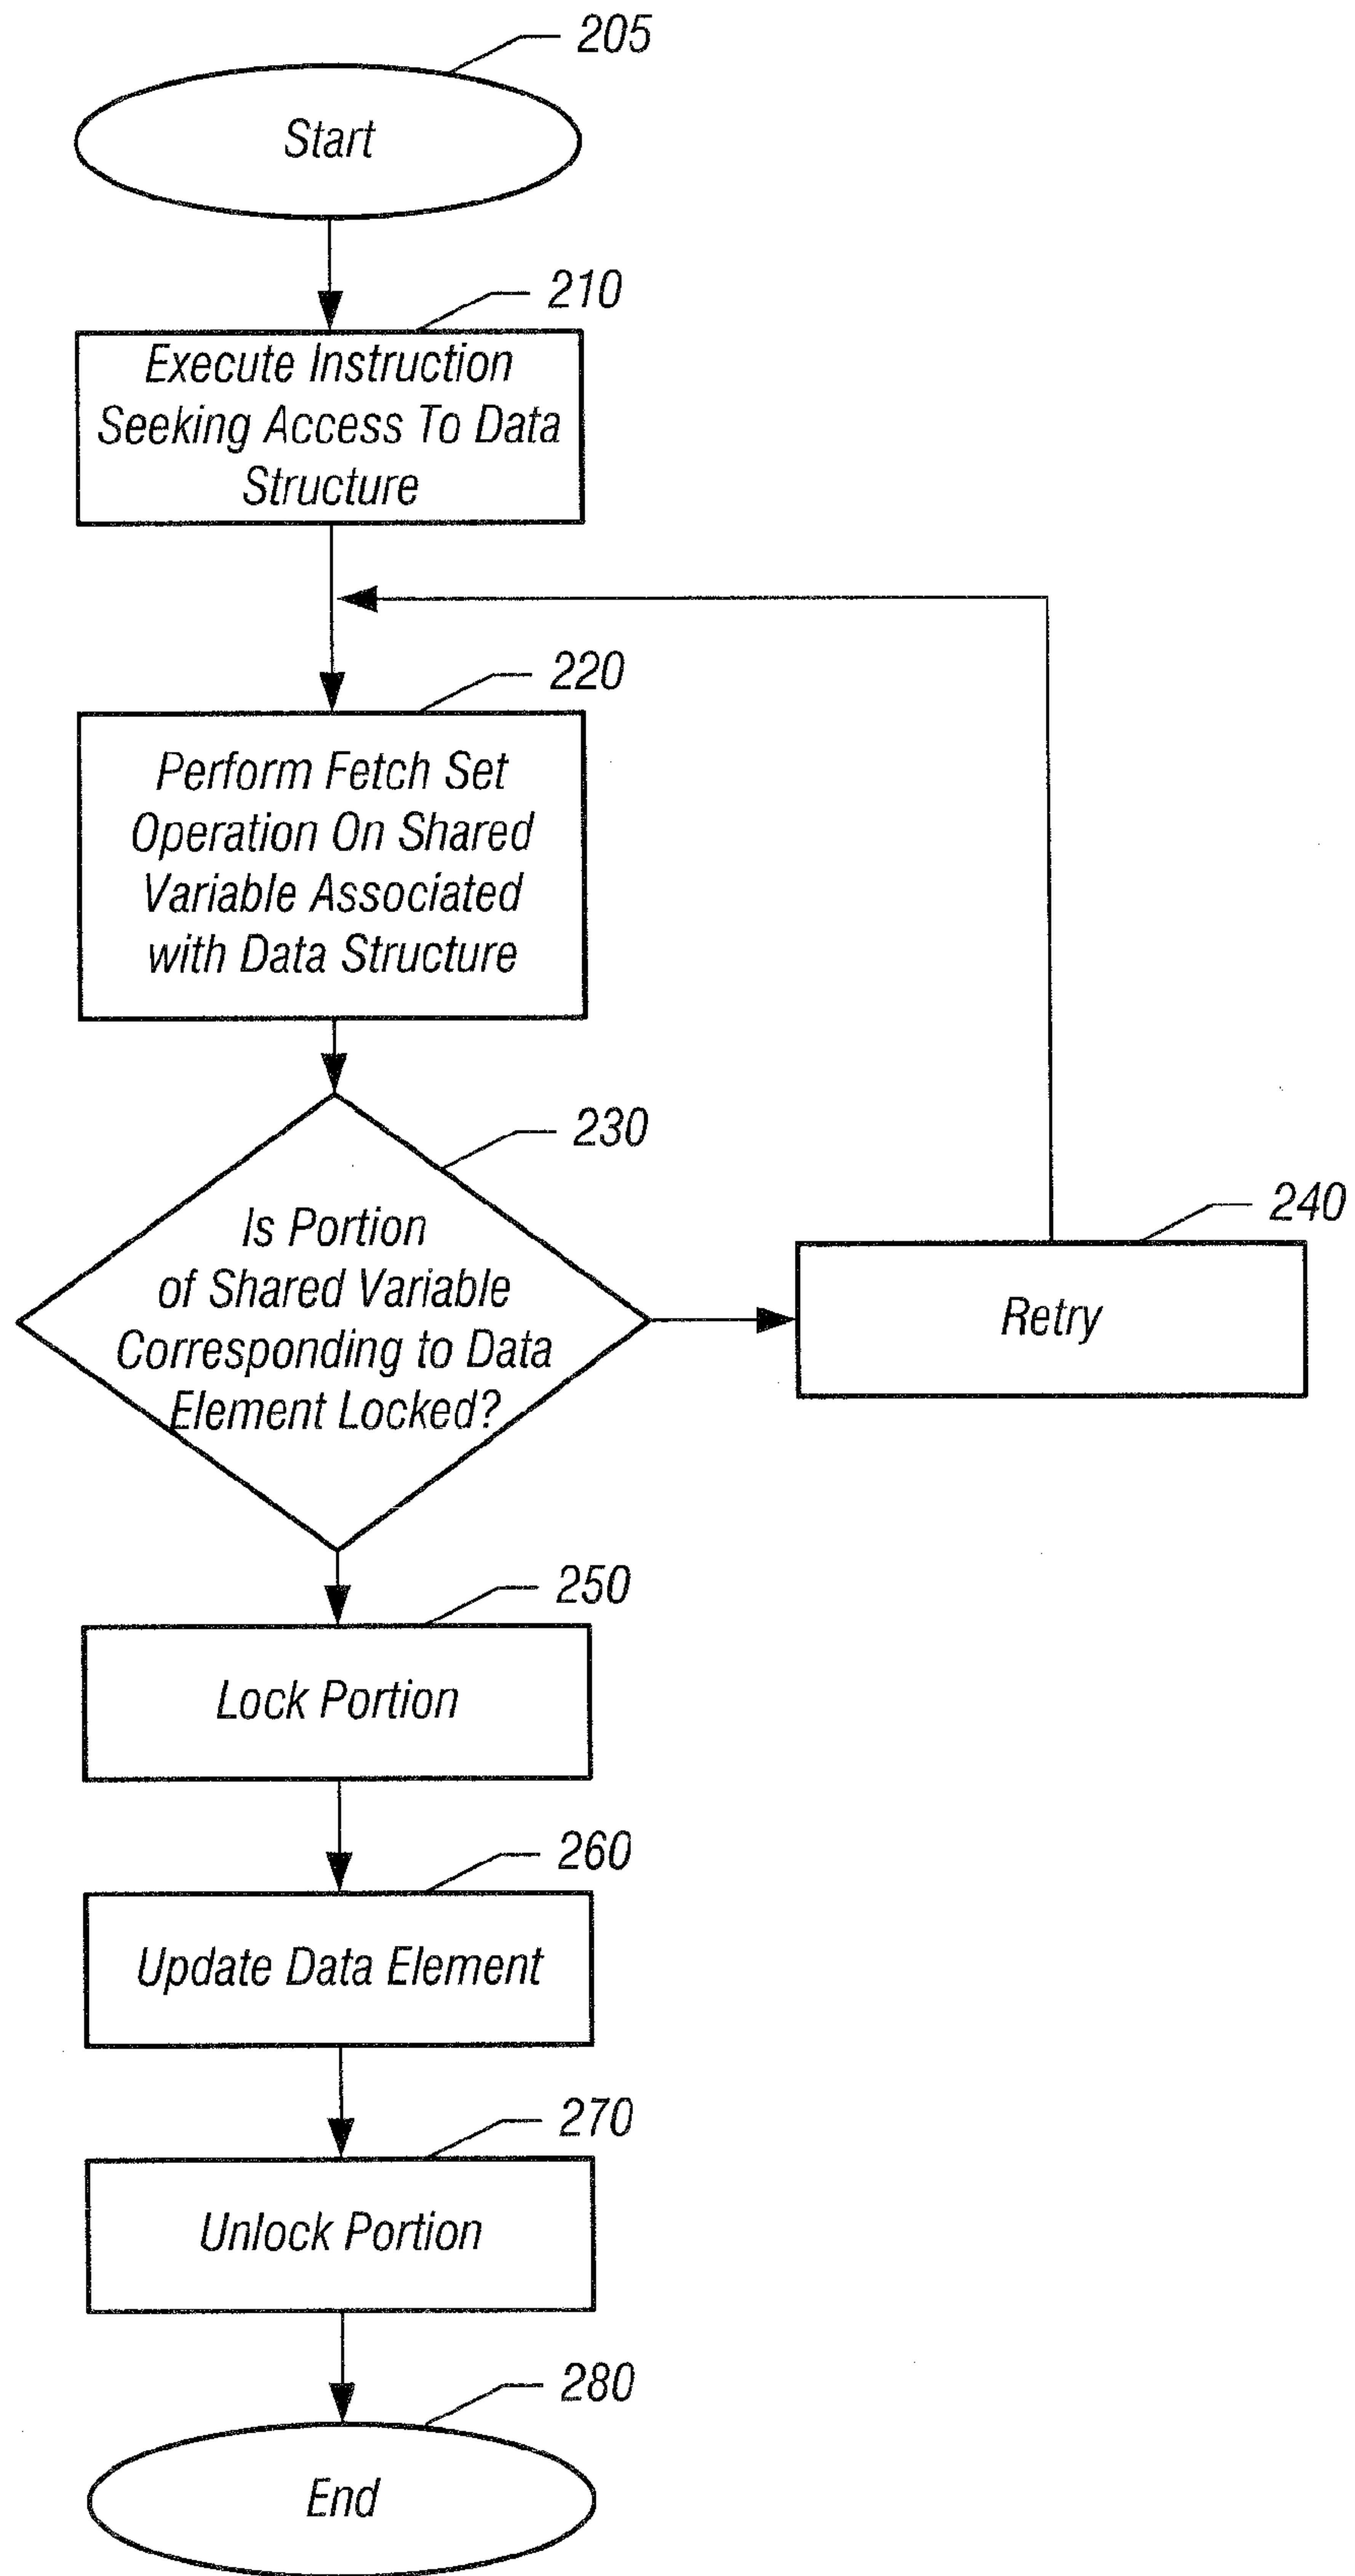 205
Start
210
Execute Instruction
Seeking Access To Data
Structure
220
Perform Fetch Set
Operation On Shared
Variable Associated
with Data Structure
230
Is Portion
of Shared Variable
Corresponding to Data
Element Locked?
240
Retry
250
Lock Portion
260
Update Data Element
270
Unlock Portion
280
End